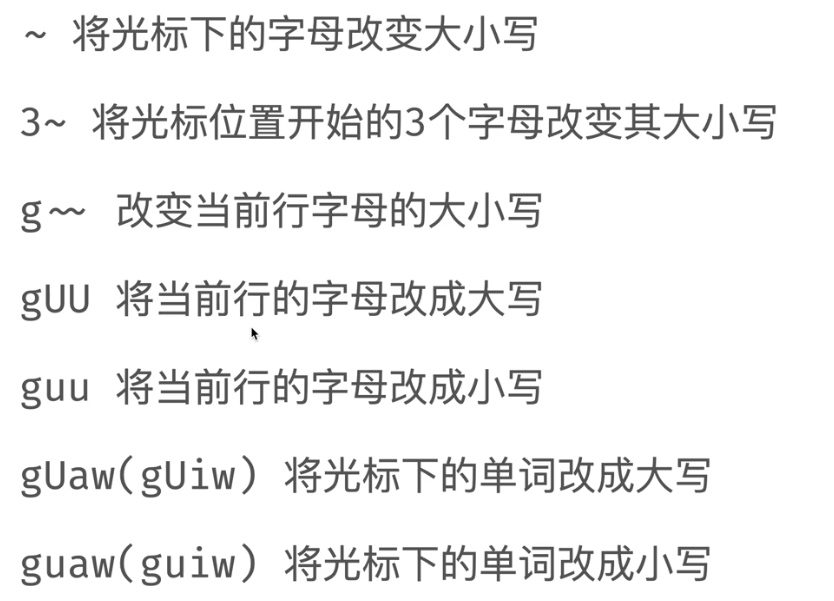 ~ 将光标下的字母改变大小写
3~ 将光标位置开始的3个字母改变其大小写
g~~ 改变当前行字母的大小写
gUU 将当前行的字母改成大写
guu 将当前行的字母改成小写
gUaw(gUiw) 将光标下的单词改成大写
guaw(guiw) 将光标下的单词改成小写